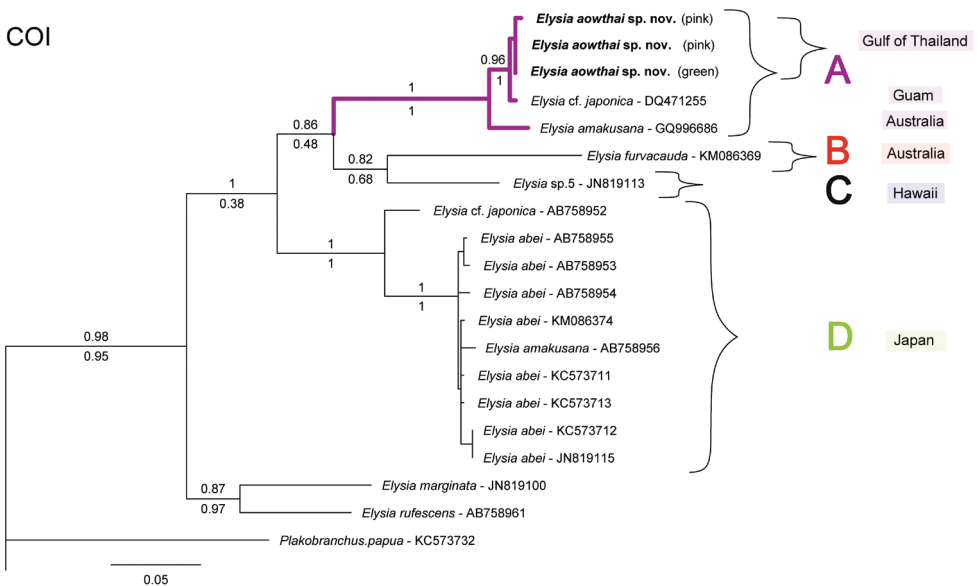 COI
Elysia aowthai sp. nov. (pink)
Elysia aowthai sp. nov. (pink)
Gulf of Thailand
0.96
1
Elysia aowthai sp. nov. (green)
A
1
1
Elysia cf. japonica - DQ471255
Guam
Elysia amakusana - GQ996686
Australia
0.86
0.48
0.82
0.68
Elysia furvacauda - KM086369
B
Australia
Elysia sp.5 - JN819113
C
Hawaii
1
0.38
Elysia cf. japonica - AB758952
1
1
Elysia abei - AB758955
Elysia abei - AB758953
1
1
Elysia abei - AB758954
Elysia abei - KM086374
D
Japan
0.98
0.95
Elysia amakusana - AB758956
Elysia abei - KC573711
Elysia abei - KC573713
Elysia abei - KC573712
Elysia abei - JN819115
0.87
0.97
Elysia marginata - JN819100
Elysia rufescens - AB758961
Plakobranchus.papua - KC573732
0.05